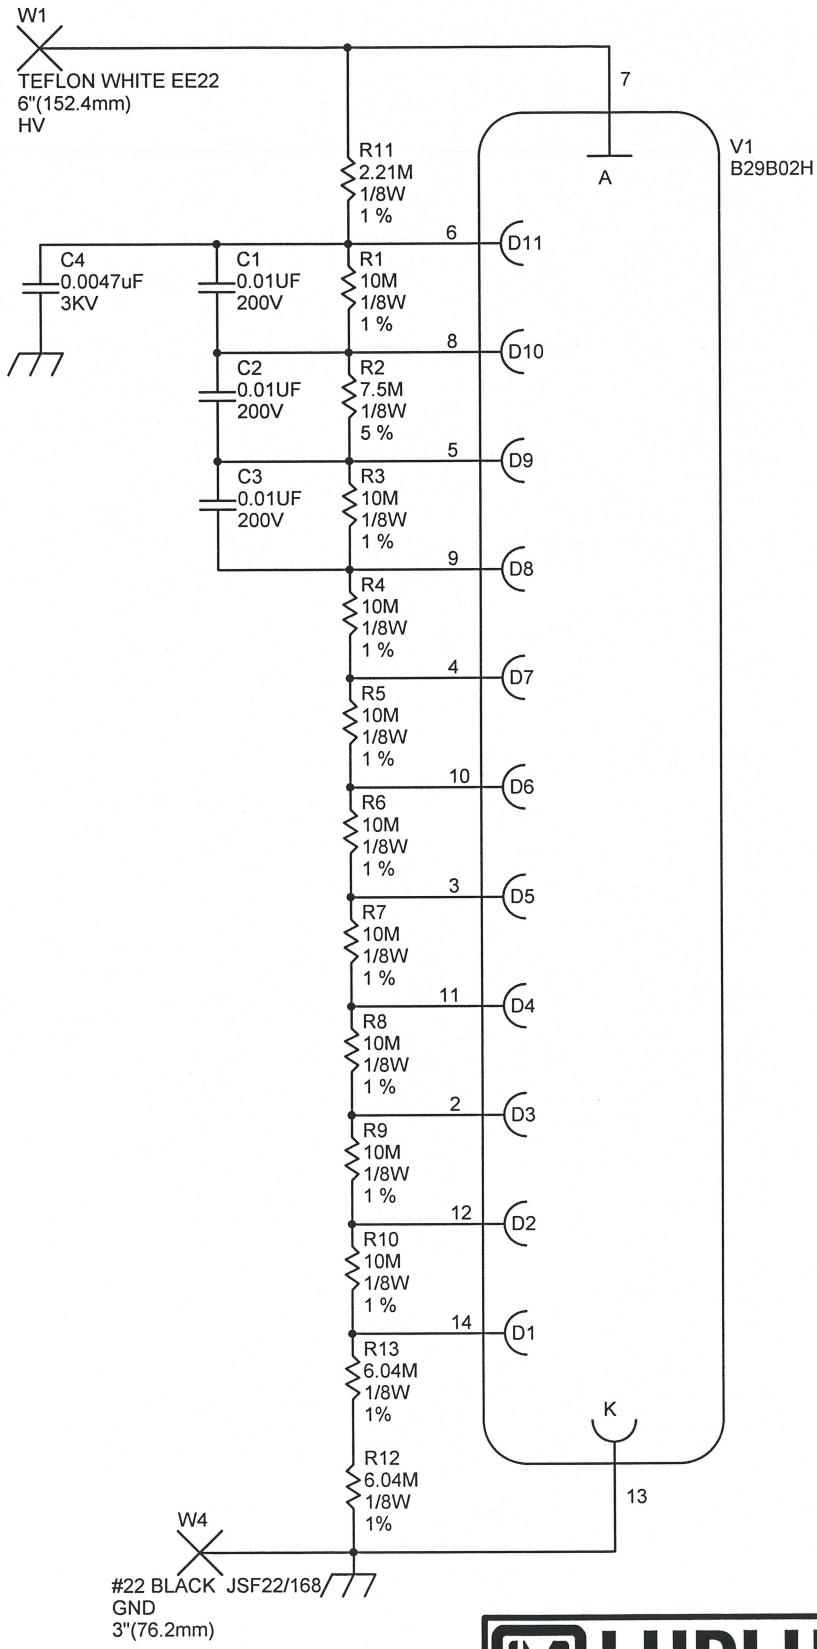 W1
TEFLON WHITE EE22
6"(152.4mm)
HV
7
V1
B29B02H
A
R11
2.21M
1/8W
1 %
6
D11
C4
0.0047uF
3KV
C1
0.01UF
200V
R1
10M
1/8W
1 %
8
D10
C2
0.01UF
200V
R2
7.5M
1/8W
5 %
5
D9
C3
0.01UF
200V
R3
10M
1/8W
1 %
9
D8
R4
10M
1/8W
1 %
4
D7
R5
10M
1/8W
1 %
10
D6
R6
10M
1/8W
1 %
3
D5
R7
10M
1/8W
1 %
11
D4
R8
10M
1/8W
1 %
2
D3
R9
10M
1/8W
1 %
12
D2
R10
10M
1/8W
1 %
14
D1
R13
6.04M
1/8W
1%
K
R12
6.04M
1/8W
1%
13
W4
#22 BLACK JSF22/168
GND
3"(76.2mm)